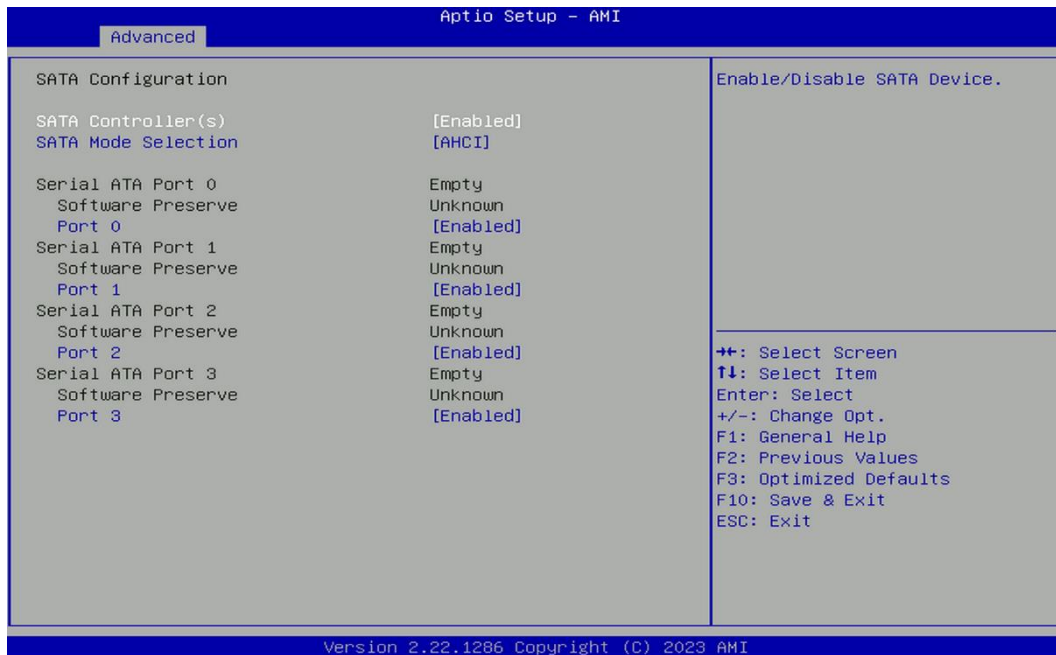 Aptio Setup – AMI
Advanced
SATA Configuration
SATA Controller(s) [Enabled]
SATA Mode Selection [AHCI]
Serial ATA Port 0 Empty
Software Preserve Unknown
Port 0 [Enabled]
Serial ATA Port 1 Empty
Software Preserve Unknown
Port 1 [Enabled]
Serial ATA Port 2 Empty
Software Preserve Unknown
Port 2 [Enabled]
Serial ATA Port 3 Empty
Software Preserve Unknown
Port 3 [Enabled]
Enable/Disable SATA Device.
→←: Select Screen
↑↓: Select Item
Enter: Select
+/-: Change Opt.
F1: General Help
F2: Previous Values
F3: Optimized Defaults
F10: Save & Exit
ESC: Exit
Version 2.22.1286 Copyright (C) 2023 AMI